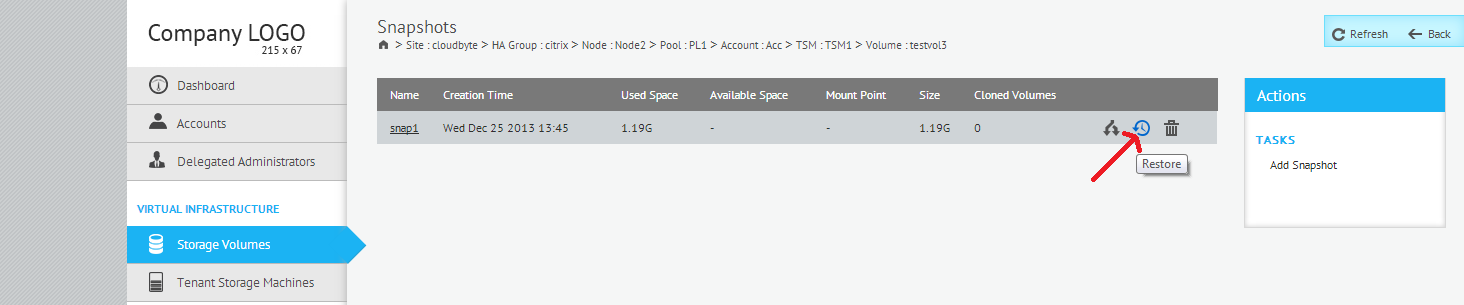 Company LOGO
215 x 67
Dashboard
Accounts
Delegated Administrators
VIRTUAL INFRASTRUCTURE
Storage Volumes
Tenant Storage Machines
Snapshots
> Site : cloudbyte > HA Group : citrix > Node : Node2 > Pool : PL1 > Account : Acc > TSM : TSM1 > Volume : testvol3
Refresh Back
Name Creation Time Used Space Available Space Mount Point Size Cloned Volumes
snap1 Wed Dec 25 2013 13:45 1.19G - - 1.19G 0
Restore
Actions
TASKS
Add Snapshot